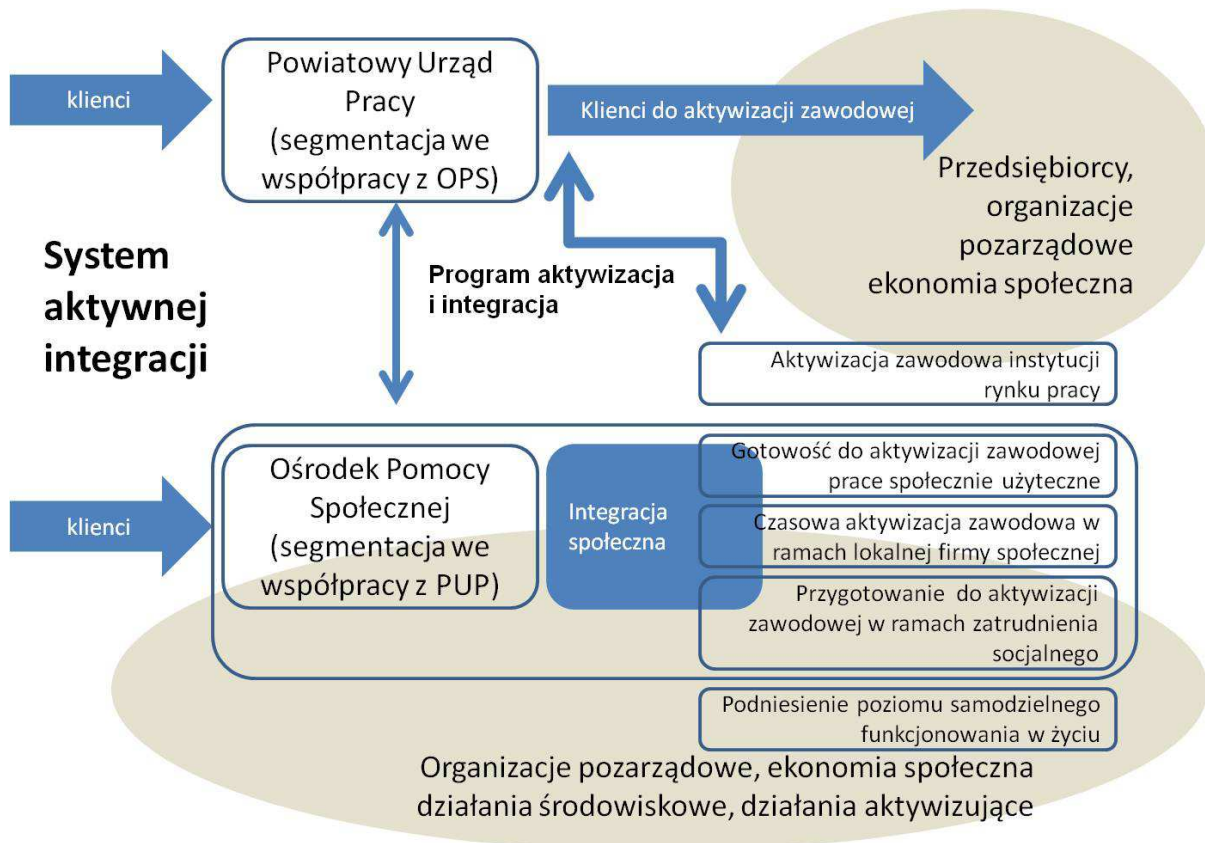 klienci
Powiatowy Urząd
Pracy
(segmentacja we
współpracy z OPS)
Klienci do aktywizacji zawodowej
Przedsiębiorcy,
organizacje
pozarządowe
ekonomia społeczna
System
aktywnej
integracji
Program aktywizacja
i integracja
Aktywizacja zawodowa instytucji
rynku pracy
klienci
Ośrodek Pomocy
Społecznej
(segmentacja we
współpracy z PUP)
Integracja
społeczna
Gotowość do aktywizacji zawodowej
prace społecznie użyteczne
Czasowa aktywizacja zawodowa w
ramach lokalnej firmy społecznej
Przygotowanie do aktywizacji
zawodowej w ramach zatrudnienia
socjalnego
Podniesienie poziomu samodzielnego
funkcjonowania w życiu
Organizacje pozarządowe, ekonomia społeczna
działania środowiskowe, działania aktywizujące